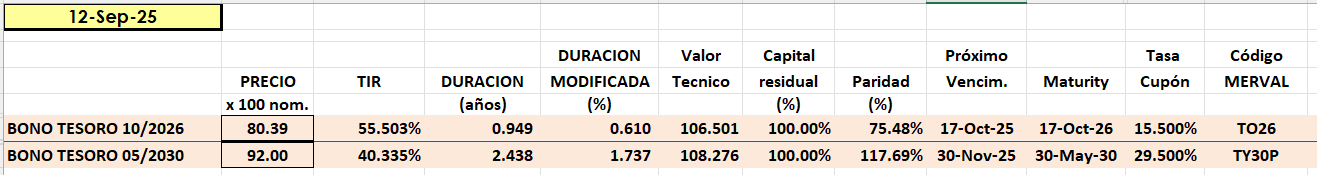 12-Sep-25
DURACION Valor Capital Próximo Tasa Código
PRECIO TIR DURACION MODIFICADA Tecnico residual Paridad Vencim. Maturity Cupón MERVAL
x 100 nom. (años) (%) (%) (%)
BONO TESORO 10/2026 80.39 55.503% 0.949 0.610 106.501 100.00% 75.48% 17-Oct-25 17-Oct-26 15.500% TO26
BONO TESORO 05/2030 92.00 40.335% 2.438 1.737 108.276 100.00% 117.69% 30-Nov-25 30-May-30 29.500% TY30P